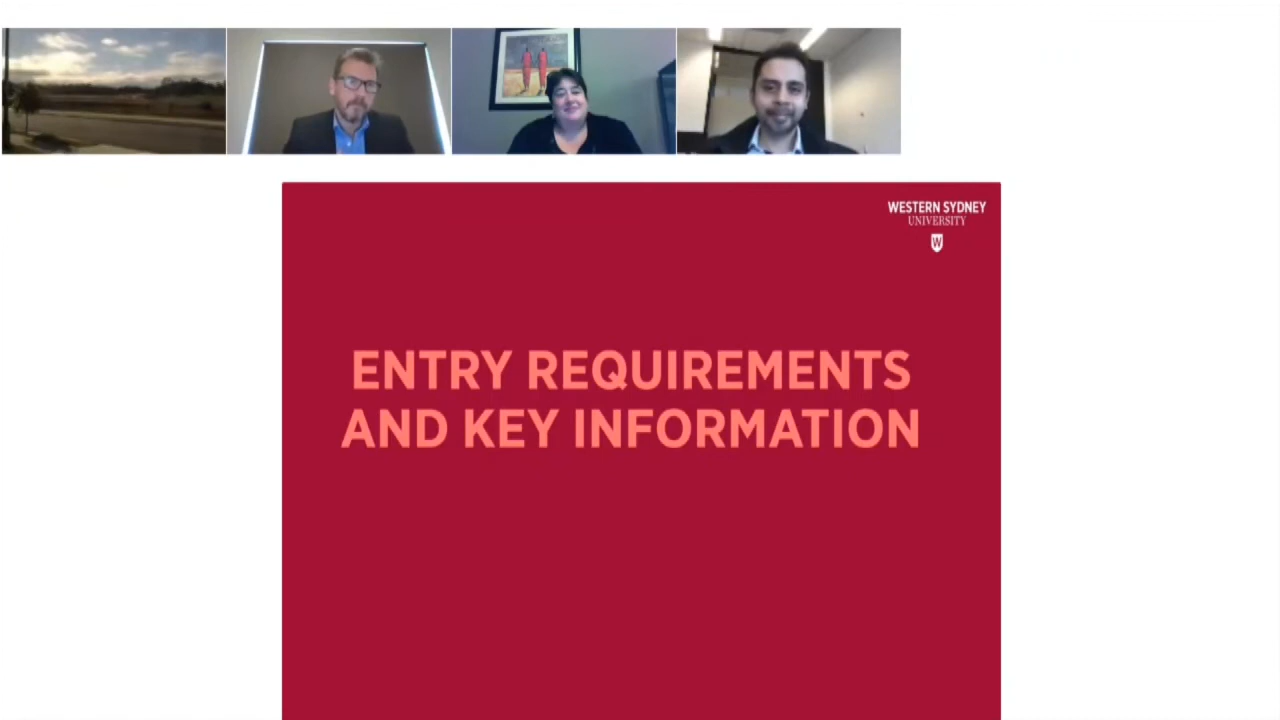 WESTERN SYDNEY
UNIVERSITY
W
ENTRY REQUIREMENTS
AND KEY INFORMATION